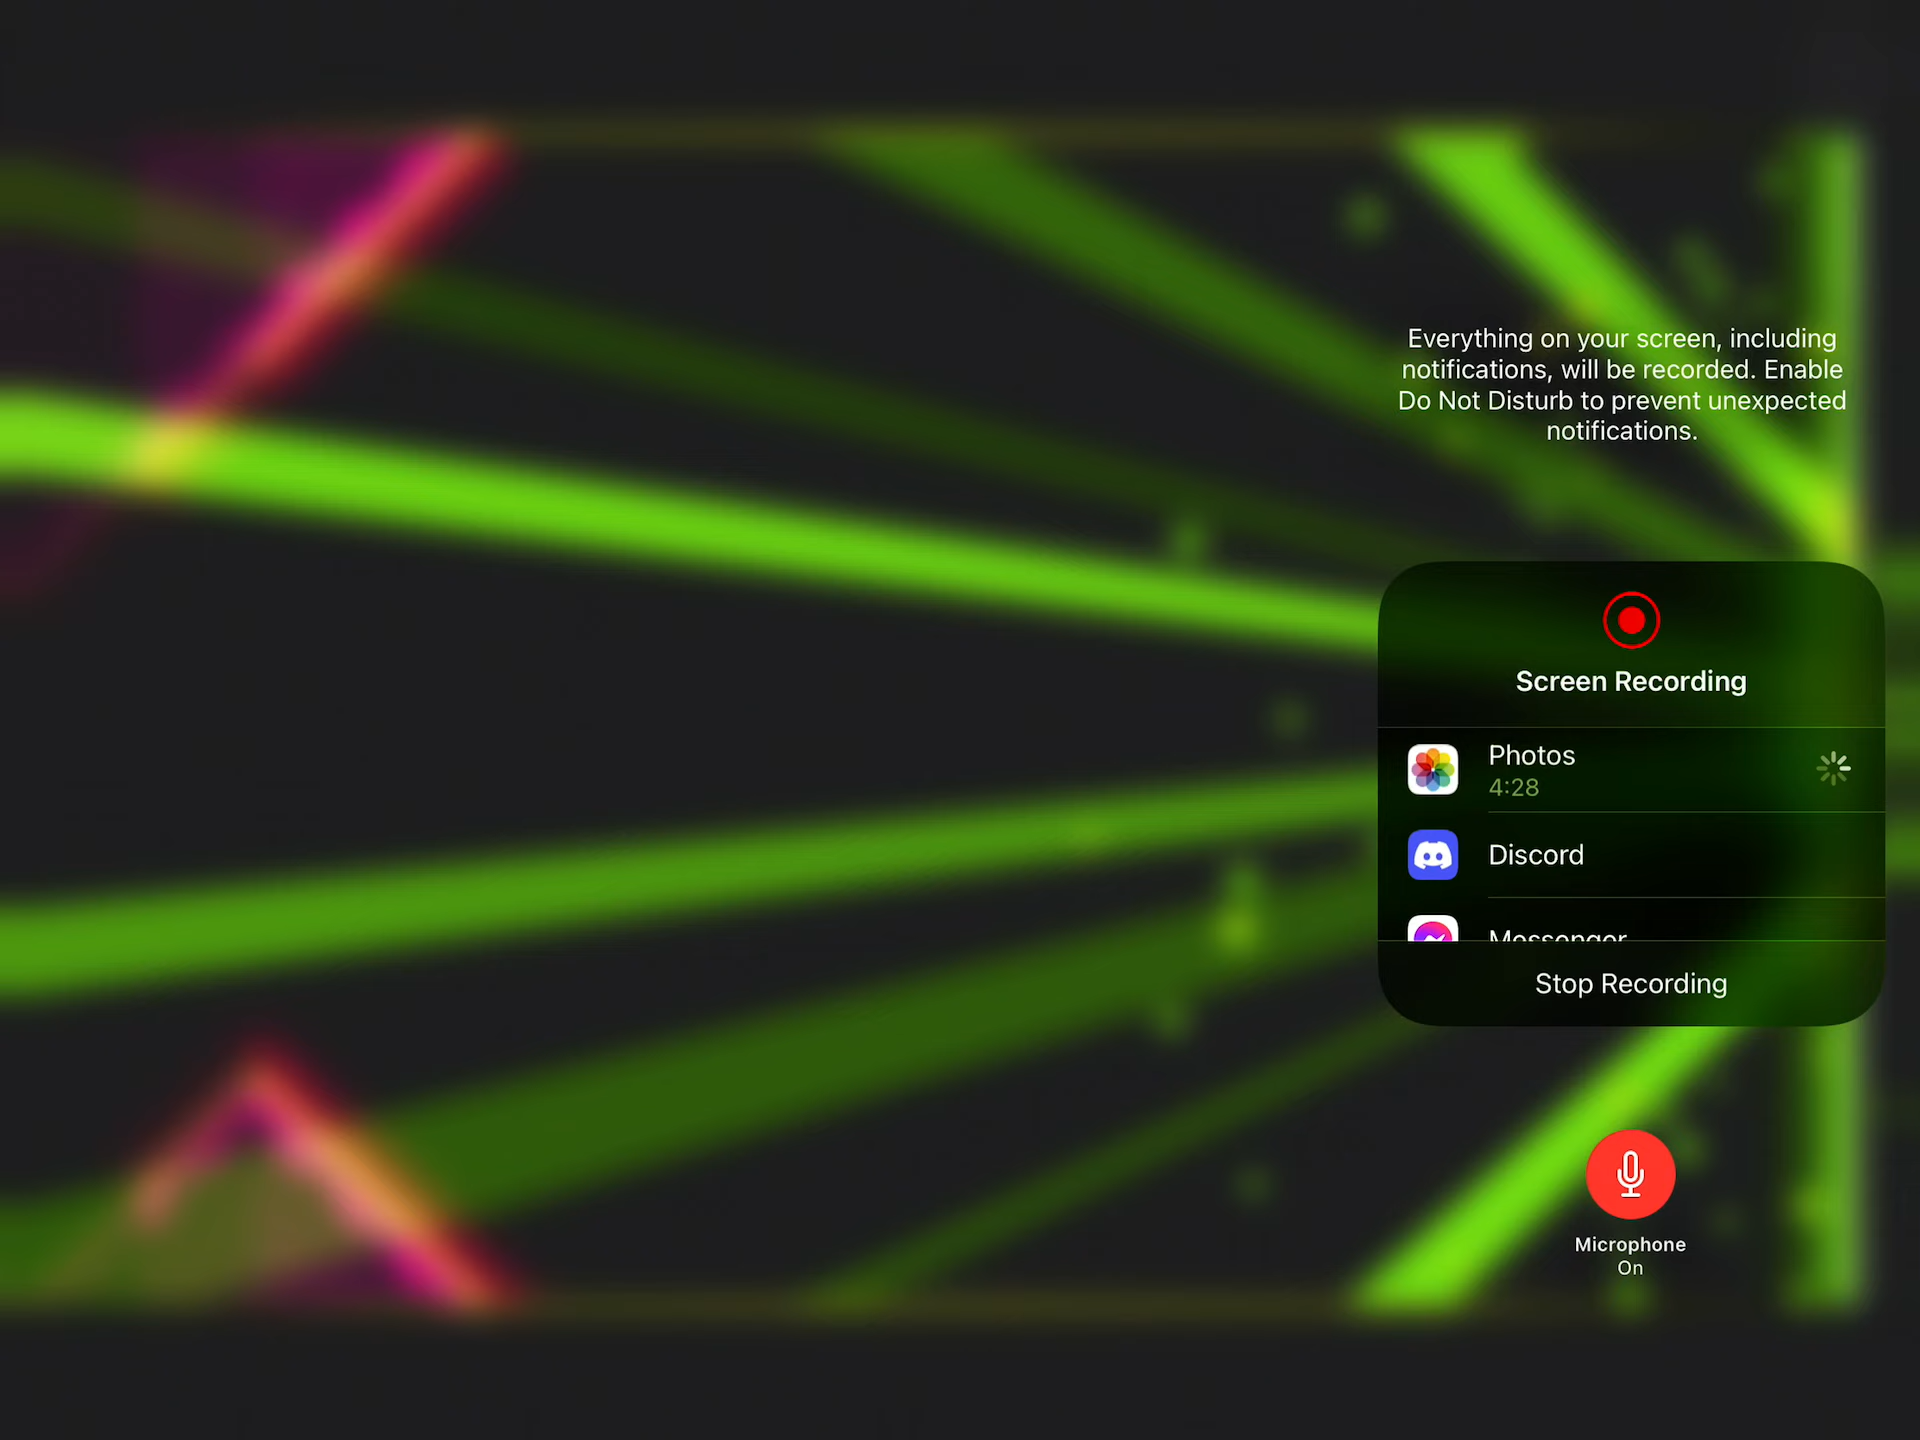 Everything on your screen, including
notifications, will be recorded. Enable
Do Not Disturb to prevent unexpected
notifications.
Screen Recording
Photos
4:28
Discord
Messenger
Stop Recording
Microphone
On